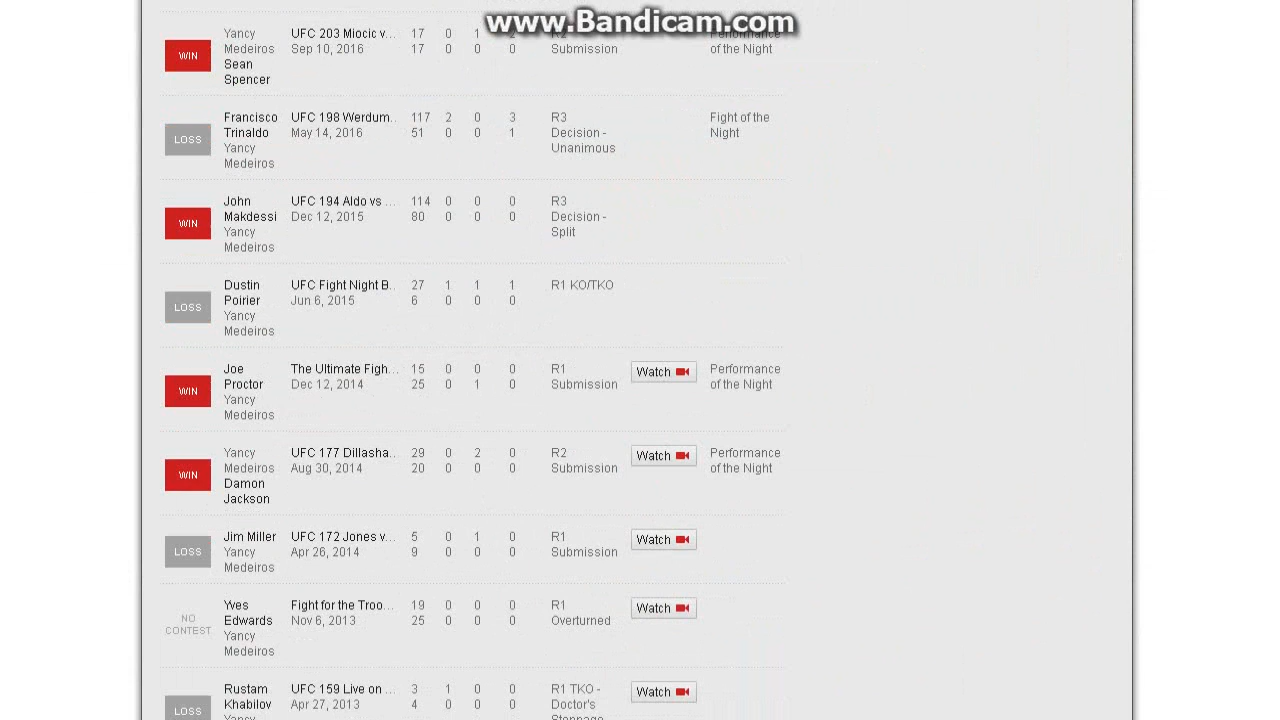 www.Bandicam.com
Yancy UFC 203 Miocic v... 17 0 1 2 R2 Performance
Medeiros Sep 10, 2016 17 0 0 0 Submission of the Night
WIN
Sean
Spencer
Francisco UFC 198 Werdum... 117 2 0 3 R3 Fight of the
Trinaldo May 14, 2016 51 0 0 1 Decision - Night
LOSS
Yancy Unanimous
Medeiros
John UFC 194 Aldo vs ... 114 0 0 0 R3
Makdessi Dec 12, 2015 80 0 0 0 Decision -
WIN
Yancy Split
Medeiros
Dustin UFC Fight Night B... 27 1 1 1 R1 KO/TKO
Poirier Jun 6, 2015 6 0 0 0
LOSS
Yancy
Medeiros
Joe The Ultimate Figh... 15 0 0 0 R1 Watch Performance
Proctor Dec 12, 2014 25 0 1 0 Submission of the Night
WIN
Yancy
Medeiros
Yancy UFC 177 Dillasha... 29 0 2 0 R2 Watch Performance
Medeiros Aug 30, 2014 20 0 0 0 Submission of the Night
WIN
Damon
Jackson
Jim Miller UFC 172 Jones v... 5 0 1 0 R1 Watch
LOSS Yancy Apr 26, 2014 9 0 0 0 Submission
Medeiros
Yves Fight for the Troo... 19 0 0 0 R1 Watch
NO Edwards Nov 6, 2013 25 0 0 0 Overturned
CONTEST Yancy
Medeiros
Rustam UFC 159 Live on ... 3 1 0 0 R1 TKO - Watch
Khabilov Apr 27, 2013 4 0 0 0 Doctor's
LOSS Yancy Stoppage